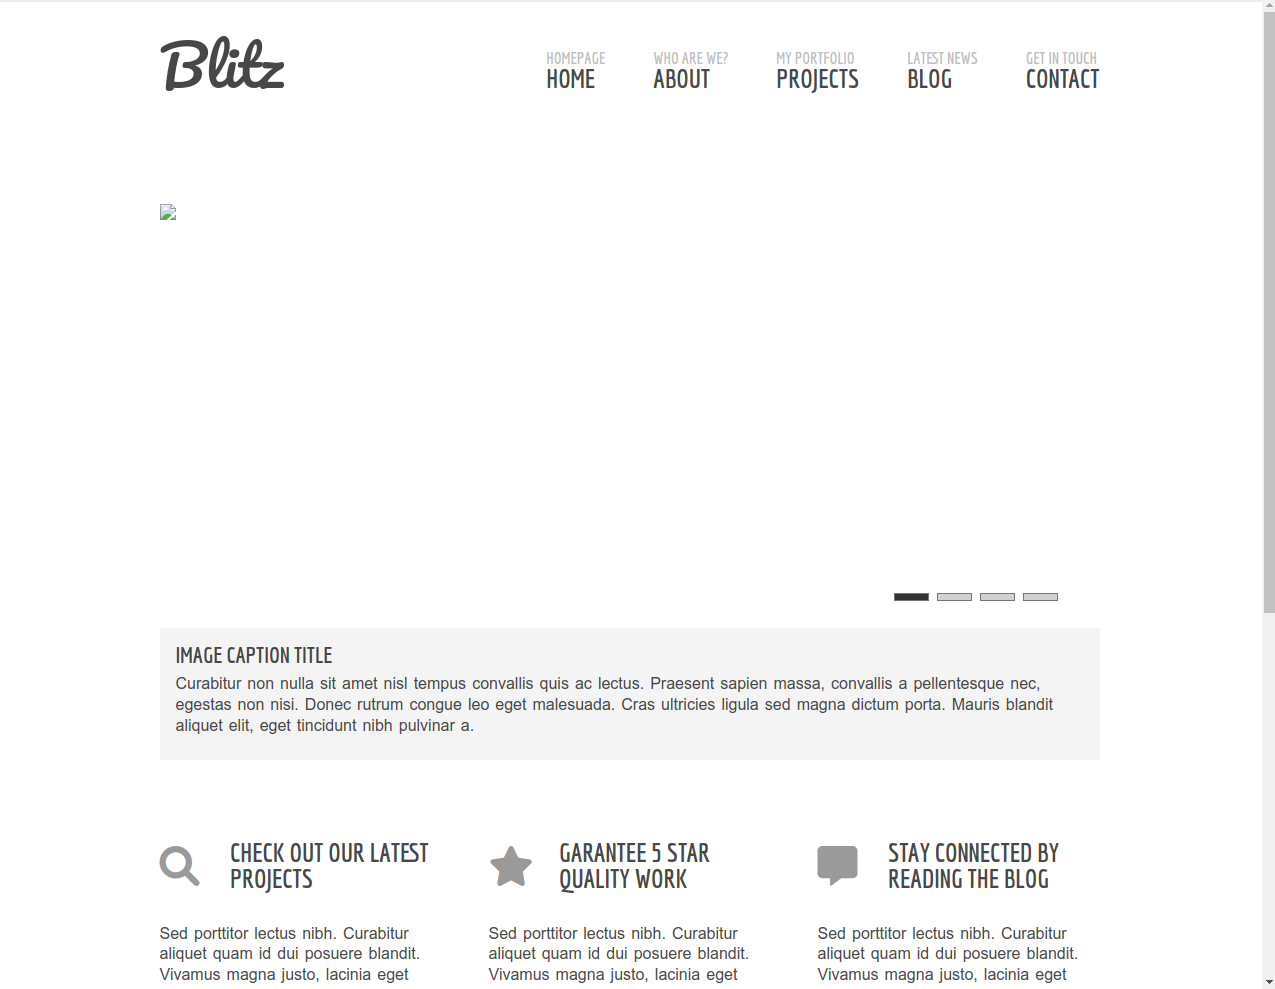 Blitz
HOMEPAGE
HOME
WHO ARE WE?
ABOUT
MY PORTFOLIO
PROJECTS
LATEST NEWS
BLOG
GET IN TOUCH
CONTACT
IMAGE CAPTION TITLE
Curabitur non nulla sit amet nisl tempus convallis quis ac lectus. Praesent sapien massa, convallis a pellentesque nec,
egestas non nisi. Donec rutrum congue leo eget malesuada. Cras ultricies ligula sed magna dictum porta. Mauris blandit
aliquet elit, eget tincidunt nibh pulvinar a.
CHECK OUT OUR LATEST
PROJECTS
Sed porttitor lectus nibh. Curabitur
aliquet quam id dui posuere blandit.
Vivamus magna justo, lacinia eget
GARANTEE 5 STAR
QUALITY WORK
Sed porttitor lectus nibh. Curabitur
aliquet quam id dui posuere blandit.
Vivamus magna justo, lacinia eget
STAY CONNECTED BY
READING THE BLOG
Sed porttitor lectus nibh. Curabitur
aliquet quam id dui posuere blandit.
Vivamus magna justo, lacinia eget